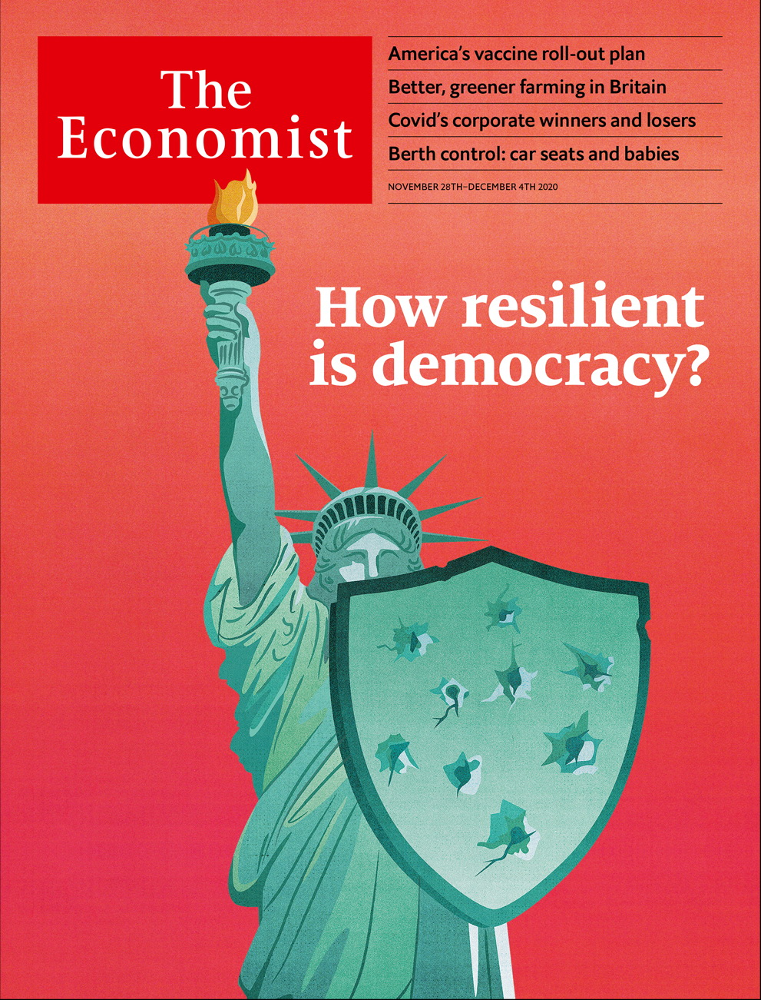 The
Economist
America's vaccine roll-out plan
Better, greener farming in Britain
Covid's corporate winners and losers
Berth control: car seats and babies
NOVEMBER 28TH–DECEMBER 4TH 2020
How resilient
is democracy?